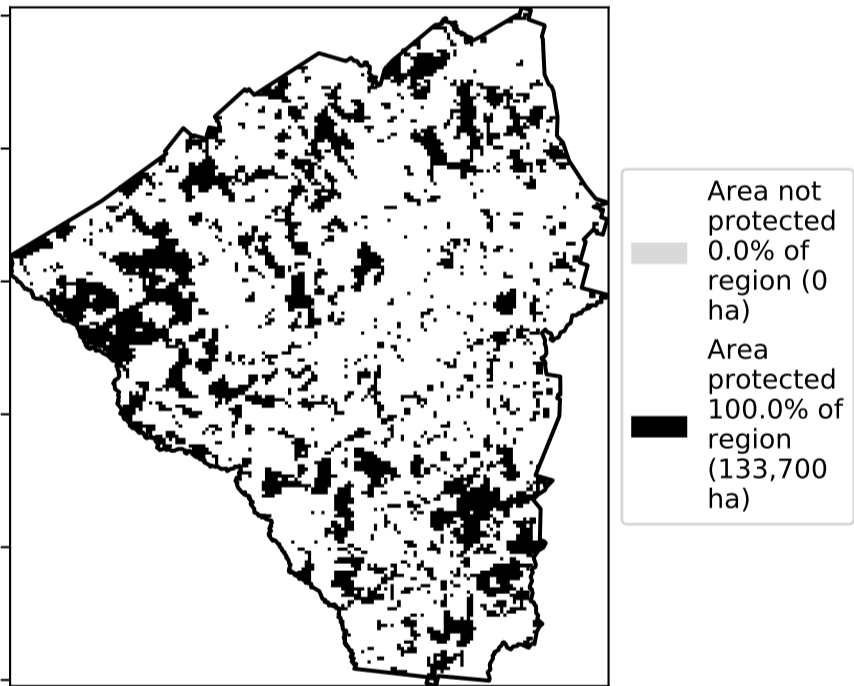 Area not
protected
0.0% of
region (0
ha)
Area
protected
100.0% of
region
(133,700
ha)